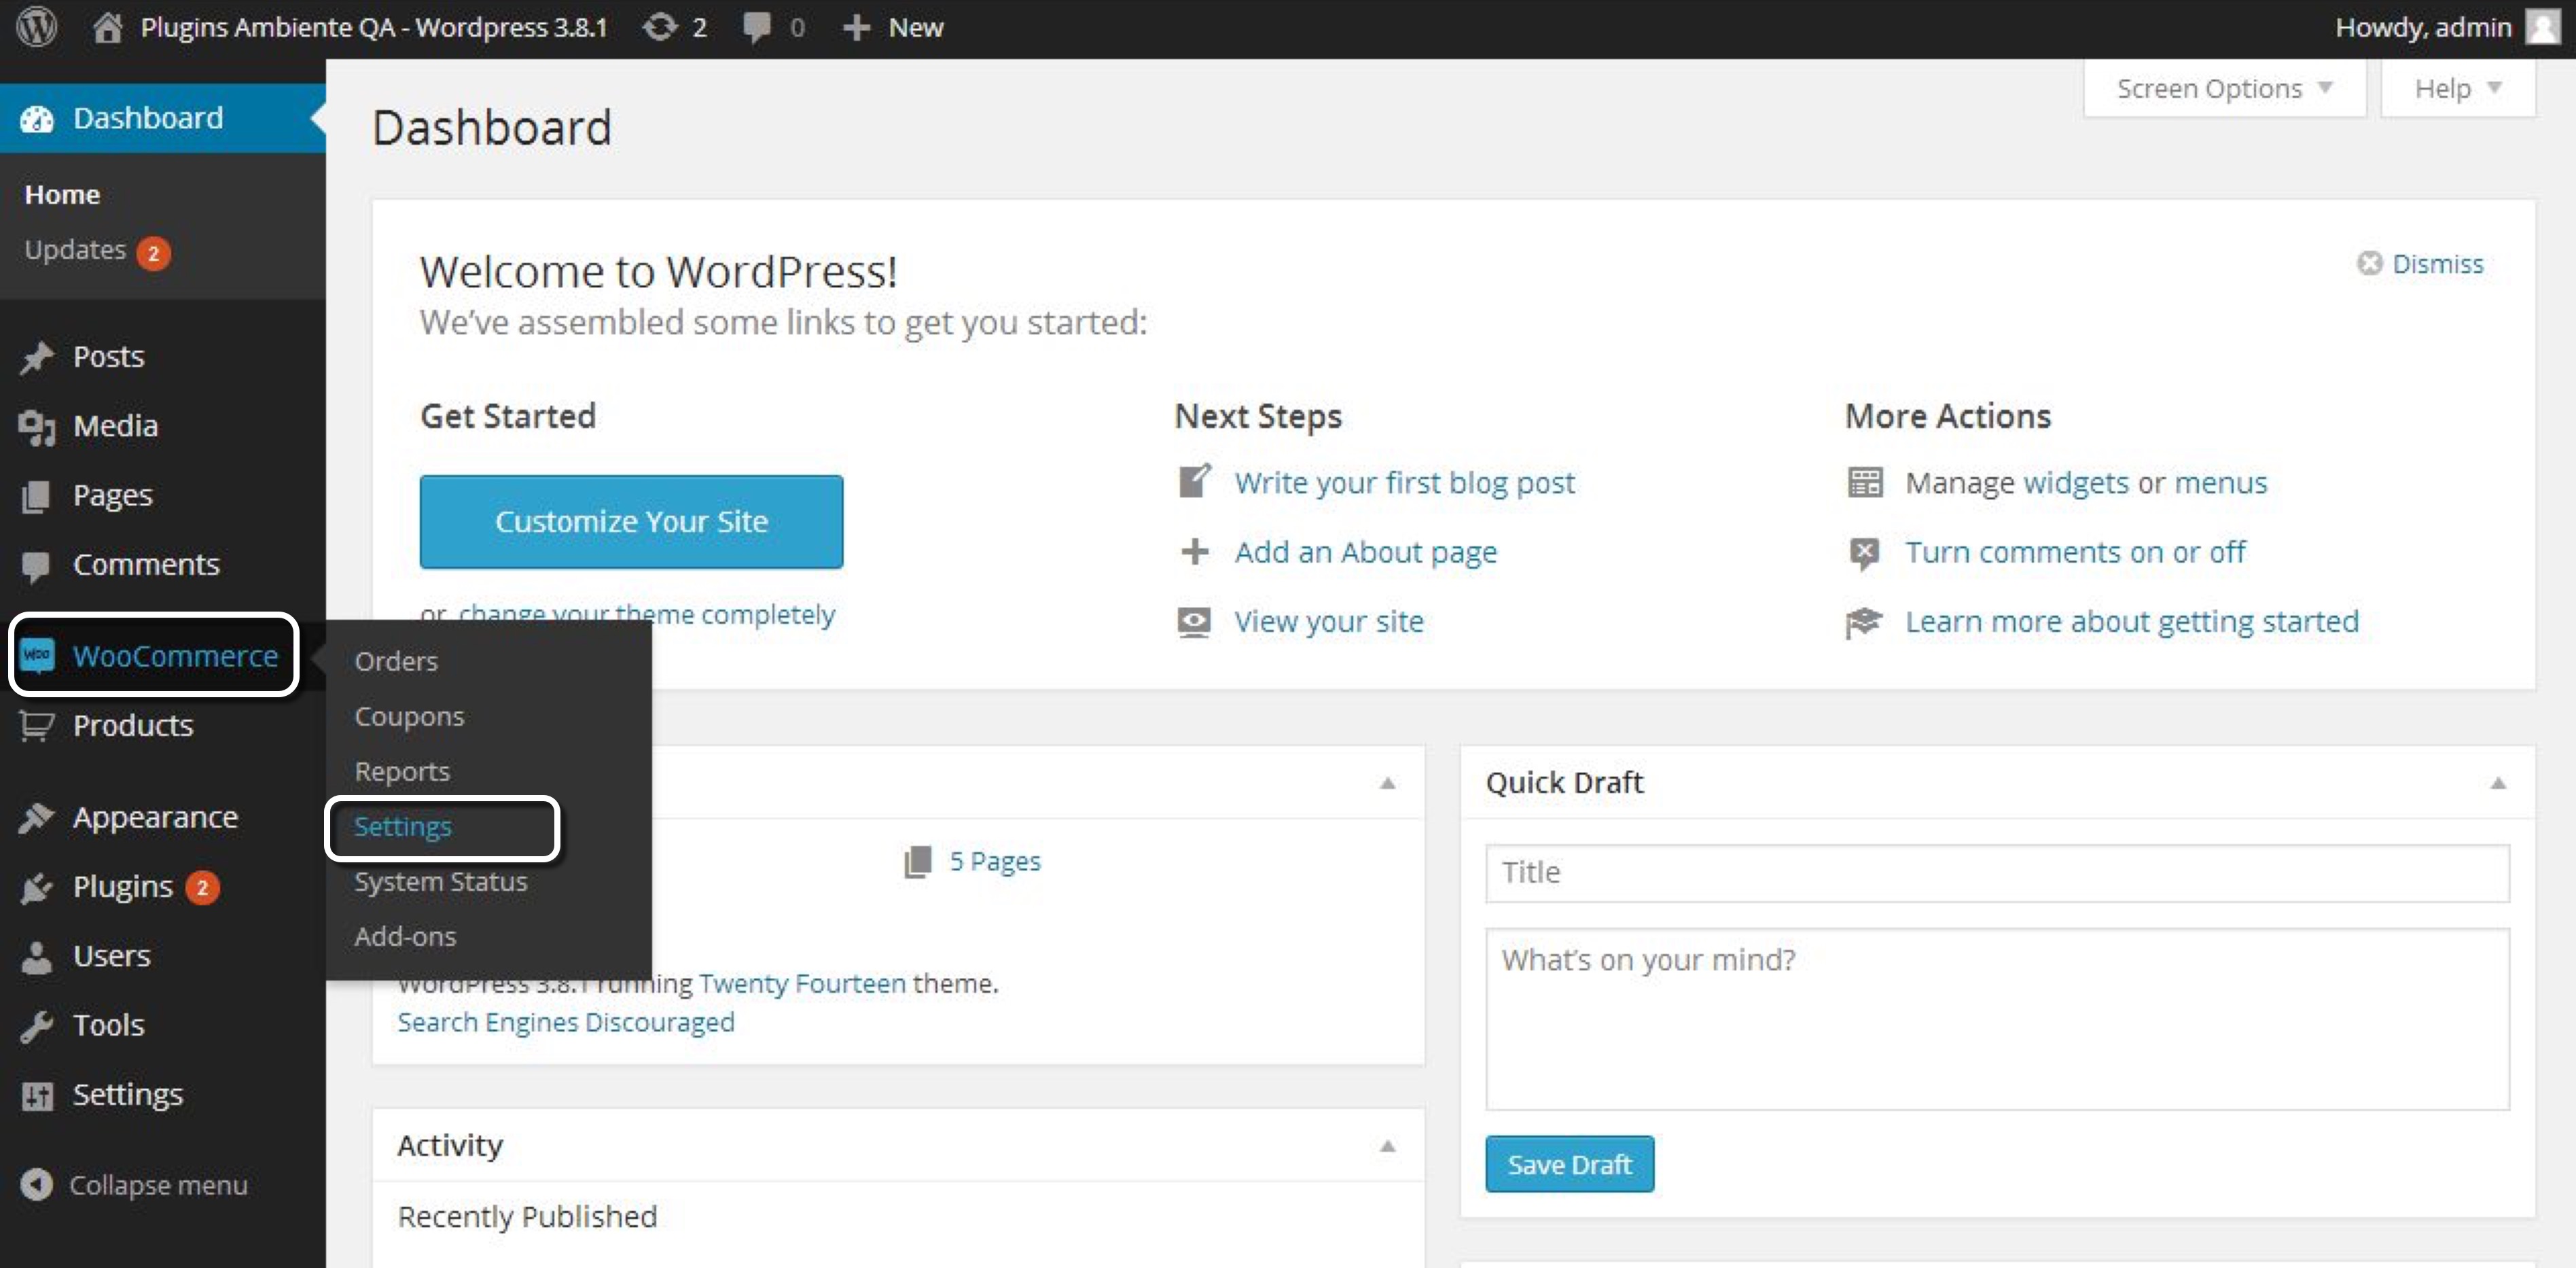 Plugins Ambiente QA - Wordpress 3.8.1 2 0 New
Howdy, admin
Dashboard
Home
Updates 2
Posts
Media
Pages
Comments
Woo WooCommerce
Products
Appearance
Plugins 2
Users
Tools
Settings
Collapse menu
Orders
Coupons
Reports
Settings
System Status
Add-ons
Screen Options
Help
Dashboard
Welcome to WordPress!
We've assembled some links to get you started:
Dismiss
Get Started
Customize Your Site
or change your theme completely
Next Steps
Write your first blog post
Add an About page
View your site
More Actions
Manage widgets or menus
Turn comments on or off
Learn more about getting started
5 Pages
WordPress 3.8.1 running Twenty Fourteen theme.
Search Engines Discouraged
Activity
Recently Published
Quick Draft
Title
What's on your mind?
Save Draft